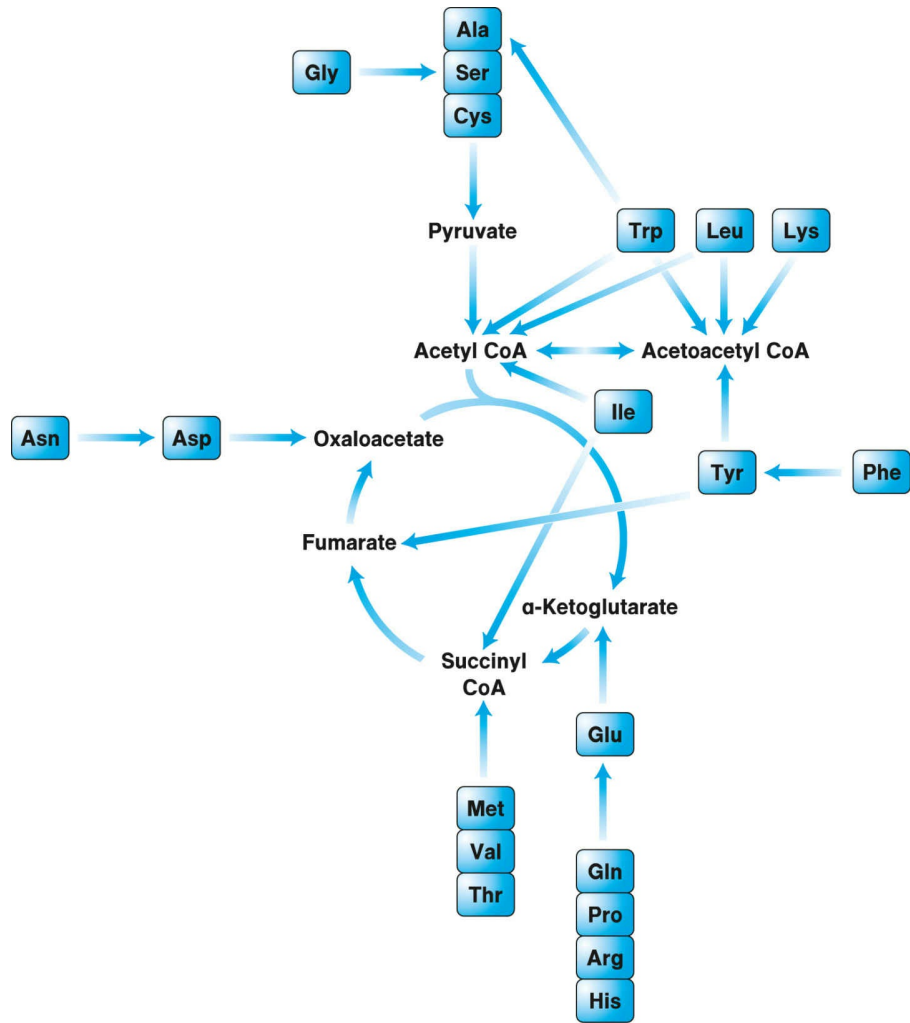 Ala
Gly
Ser
Cys
Pyruvate
Trp
Leu
Lys
Acetyl CoA
Acetoacetyl CoA
Ile
Asn
Asp
Oxaloacetate
Tyr
Phe
Fumarate
α-Ketoglutarate
Succinyl
CoA
Glu
Met
Val
Thr
Gln
Pro
Arg
His